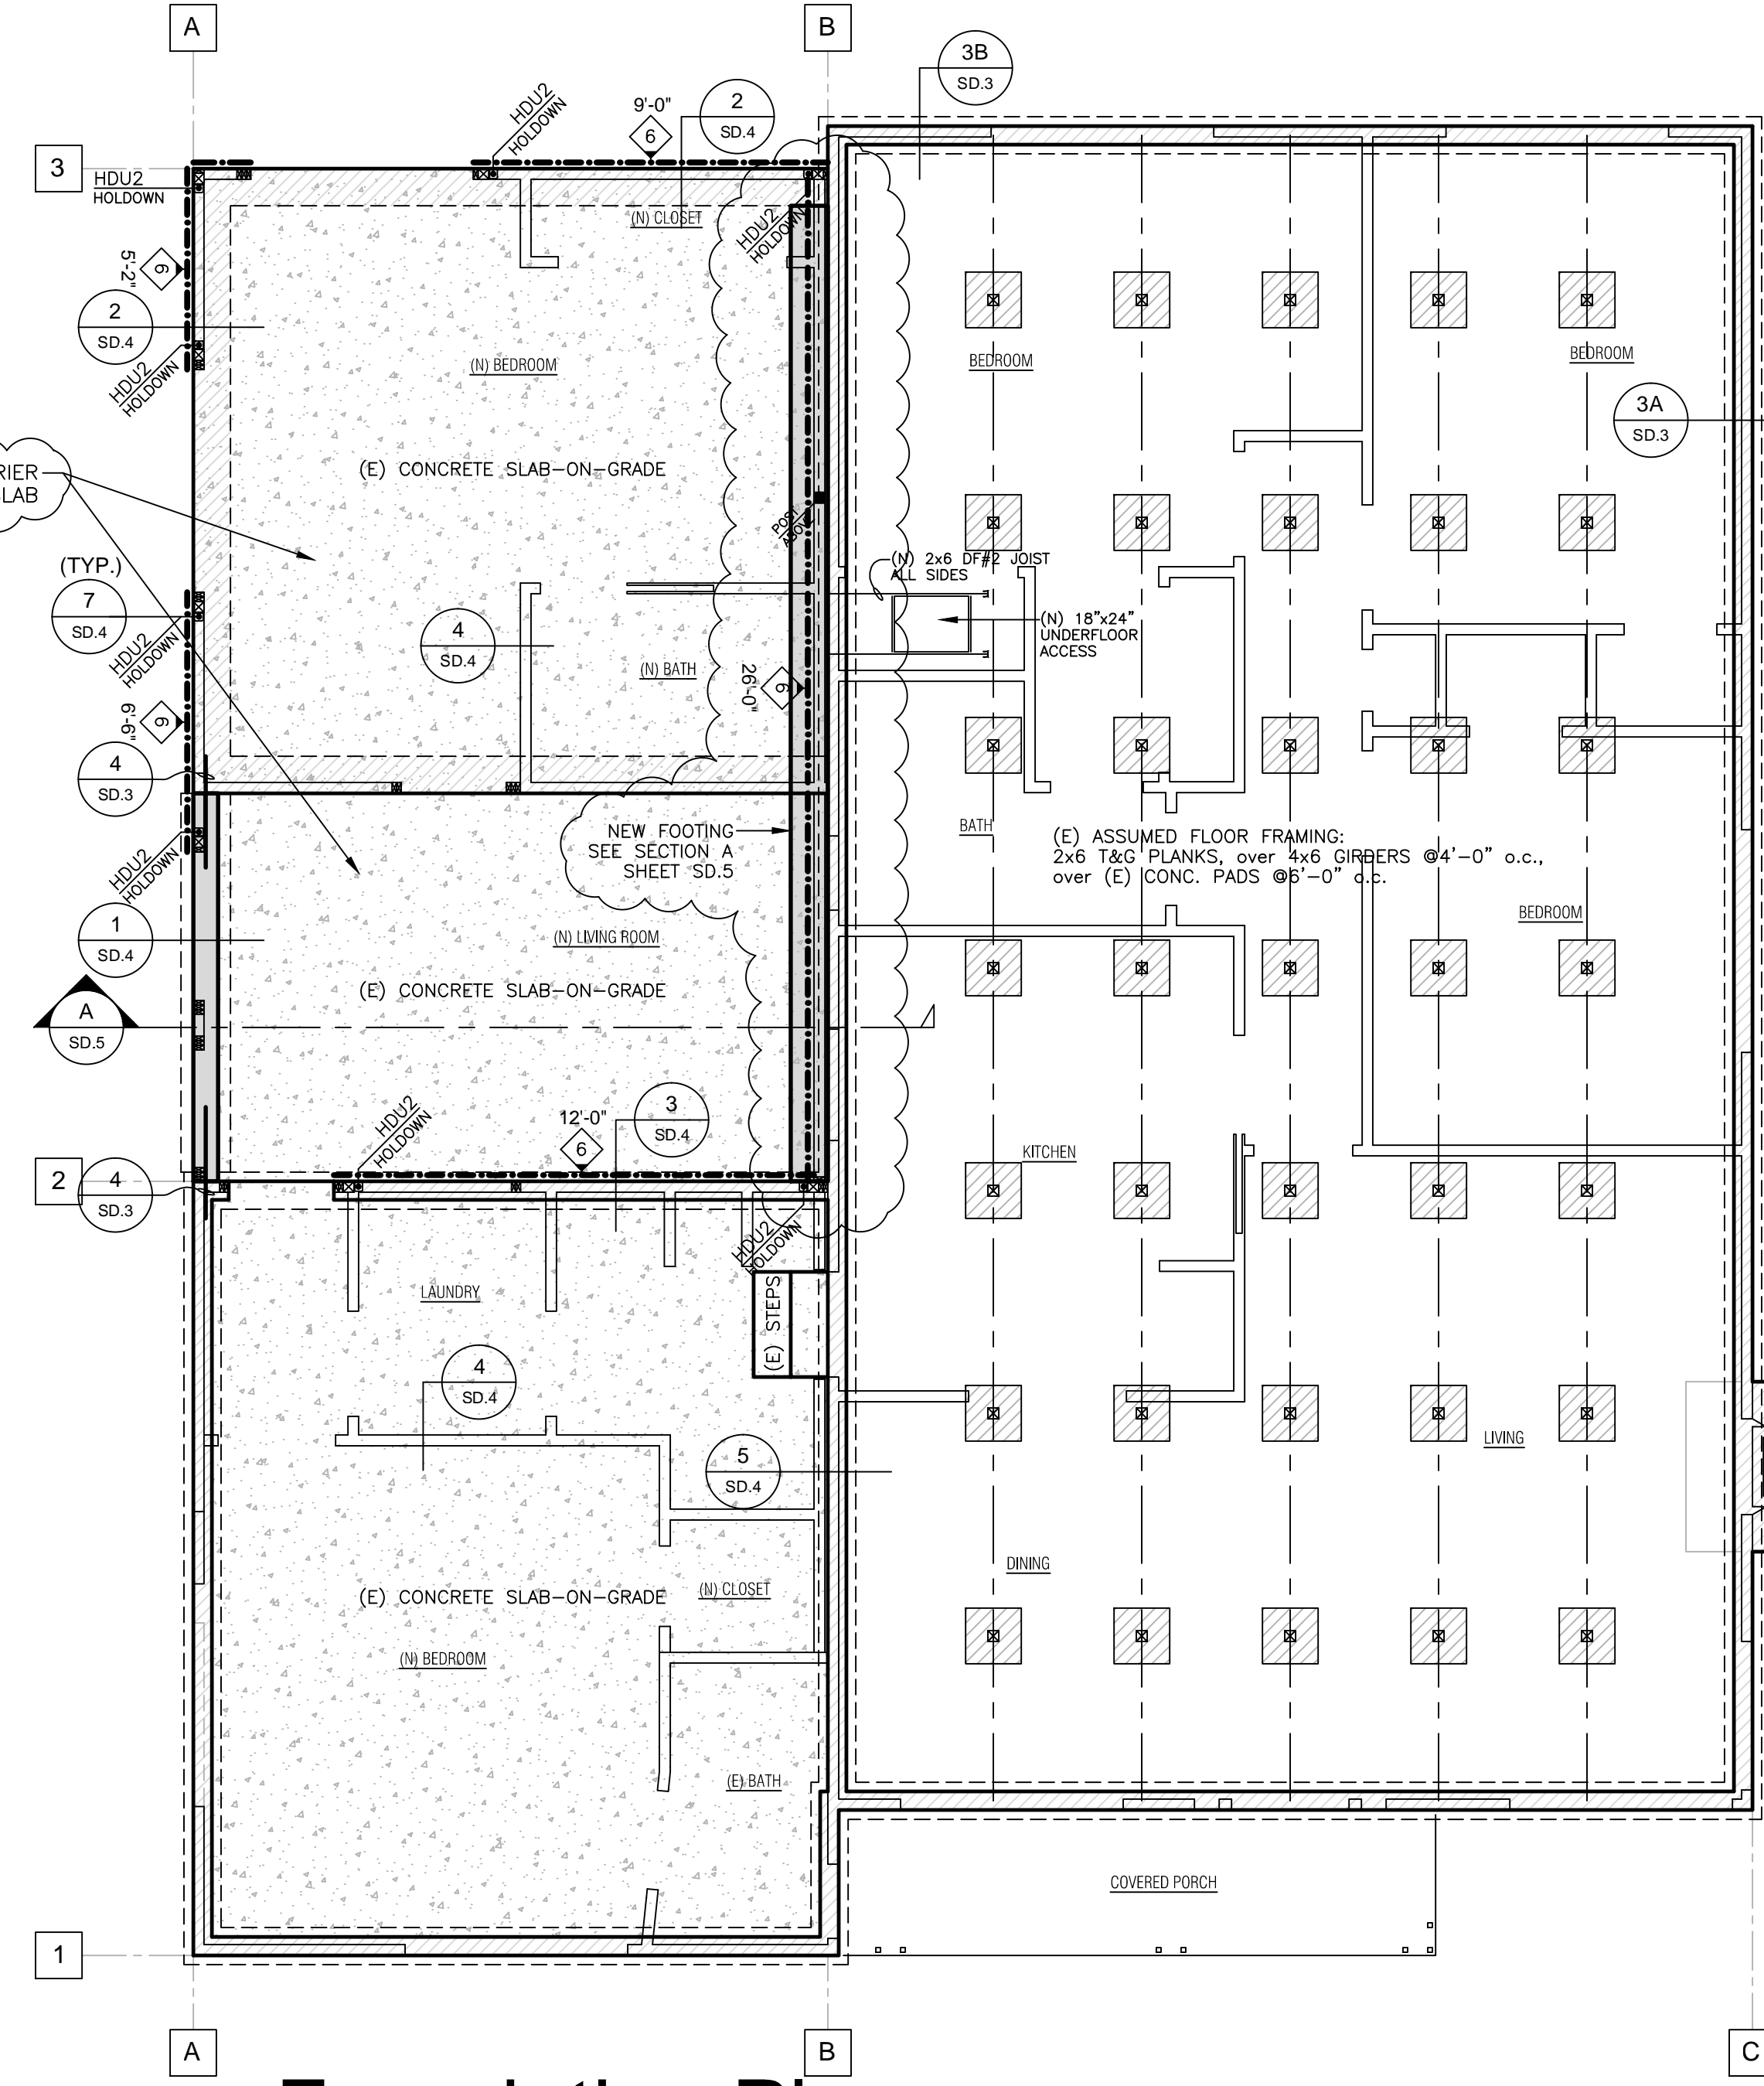 A
B
3B
SD.3
HDU2
HOLDOWN
9'-0"
6
2
SD.4
3
HDU2
HOLDOWN
(N) CLOSET
HDU2
HOLDOWN
5'-2"
6
2
SD.4
(N) BEDROOM
BEDROOM
BEDROOM
HDU2
HOLDOWN
3A
SD.3
RIER
LAB
(E) CONCRETE SLAB-ON-GRADE
POST
ABOVE
(TYP.)
7
SD.4
(N) 2x6 DF#2 JOIST
ALL SIDES
HDU2
HOLDOWN
4
SD.4
(N) 18"x24"
UNDERFLOOR
ACCESS
(N) BATH
26'-0"
6
6'-6"
6
4
SD.3
NEW FOOTING
SEE SECTION A
SHEET SD.5
BATH
(E) ASSUMED FLOOR FRAMING:
2x6 T&G PLANKS, over 4x6 GIRDERS @4'-0" o.c.,
over (E) CONC. PADS @6'-0" o.c.
HDU2
HOLDOWN
1
SD.4
(N) LIVING ROOM
BEDROOM
(E) CONCRETE SLAB-ON-GRADE
A
SD.5
HDU2
HOLDOWN
12'-0"
6
3
SD.4
KITCHEN
2
4
SD.3
HDU2
HOLDOWN
LAUNDRY
(E) STEPS
4
SD.4
5
SD.4
LIVING
DINING
(E) CONCRETE SLAB-ON-GRADE
(N) CLOSET
(N) BEDROOM
(E) BATH
COVERED PORCH
1
A
B
C